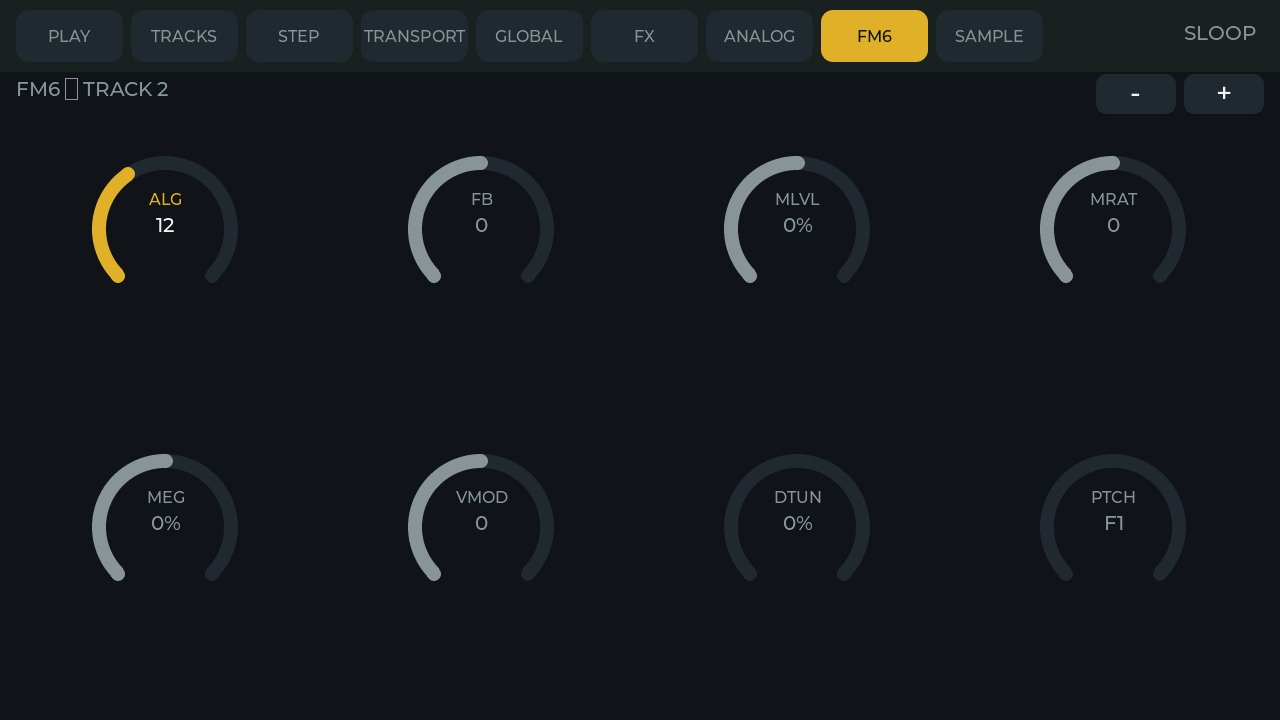 PLAY TRACKS STEP TRANSPORT GLOBAL FX ANALOG FM6 SAMPLE SLOOP
FM6 TRACK 2 - +
ALG FB MLVL MRAT
12 0 0% 0
MEG VMOD DTUN PTCH
0% 0 0% F1